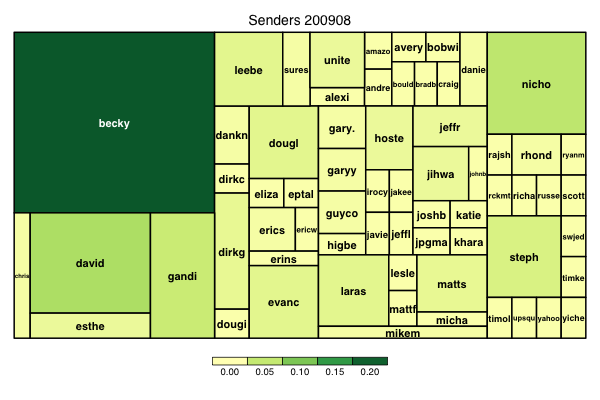 Senders 200908
becky
leebe
sures
unite
alexi
amazo
andre
avery
bobwi
bould
bradb
craig
danie
nicho
dankn
dirkc
dougl
eliza
eptal
erics
ericw
erins
dirkg
dougi
evanc
gary.
garyy
guyco
higbe
hoste
irocy
jakee
javie
jeffl
jeffr
jihwa
johnb
joshb
katie
jpgma
khara
laras
lesle
mattf
matts
micha
mikem
rajsh
rhond
ryanm
rckmt
richa
russe
scott
steph
swjed
timke
timol
upsqu
yahoo
yiche
chris
david
esthe
gandi
0.00 0.05 0.10 0.15 0.20